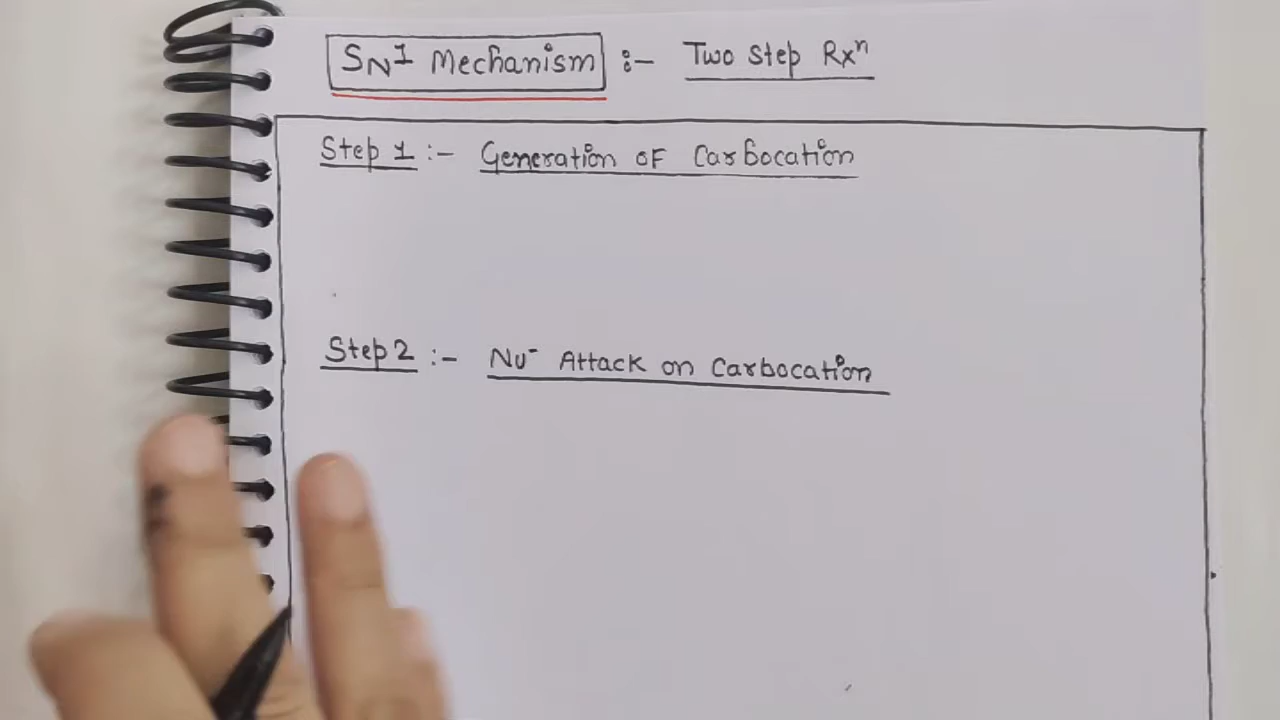 SN1 Mechanism :- Two Step Rxn
Step 1 :- Generation of Carbocation
Step 2 :- Nu- Attack on Carbocation